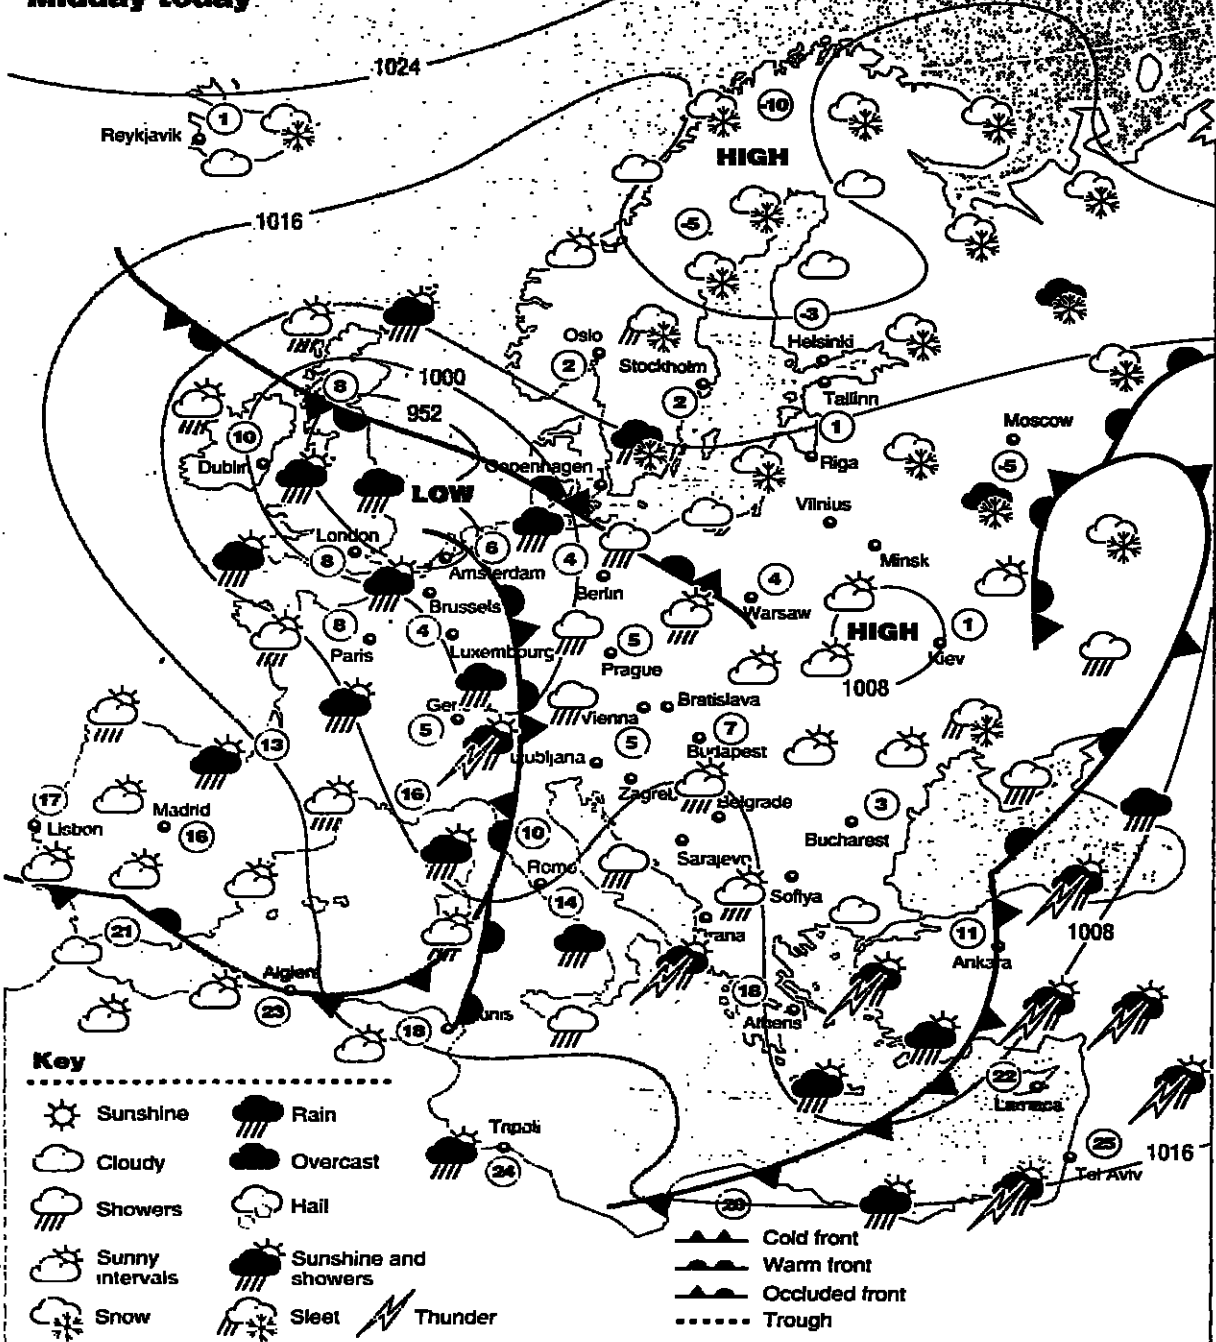 Midday today
1024
-10
1
Reykjavik
HIGH
1016
-5
-3
Oslo
Helsinki
2
Stockholm
8
1000
2
Tallinn
952
1
Moscow
10
Dublin
Copenhagen
Riga
-5
LOW
Vilnius
London
6
4
Minsk
8
Amsterdam
Berlin
4
Warsaw
Brussels
8
4
5
HIGH
1
Paris
Luxembourg
Prague
Kiev
1008
Bratislava
5
Vienna
7
13
5
Budapest
Ljubljana
17
16
Zagreb
Belgrade
Madrid
3
Lisbon
16
10
Bucharest
Rome
Sarajevo
14
Sofiya
21
11
1008
Ankara
Algiers
18
23
18
Athens
22
Larnaca
Tripoli
24
25
1016
Tel Aviv
20
Key
Sunshine
Rain
Cloudy
Overcast
Showers
Hail
Sunny
intervals
Sunshine and
showers
Snow
Sleet
Thunder
Cold front
Warm front
Occluded front
Trough